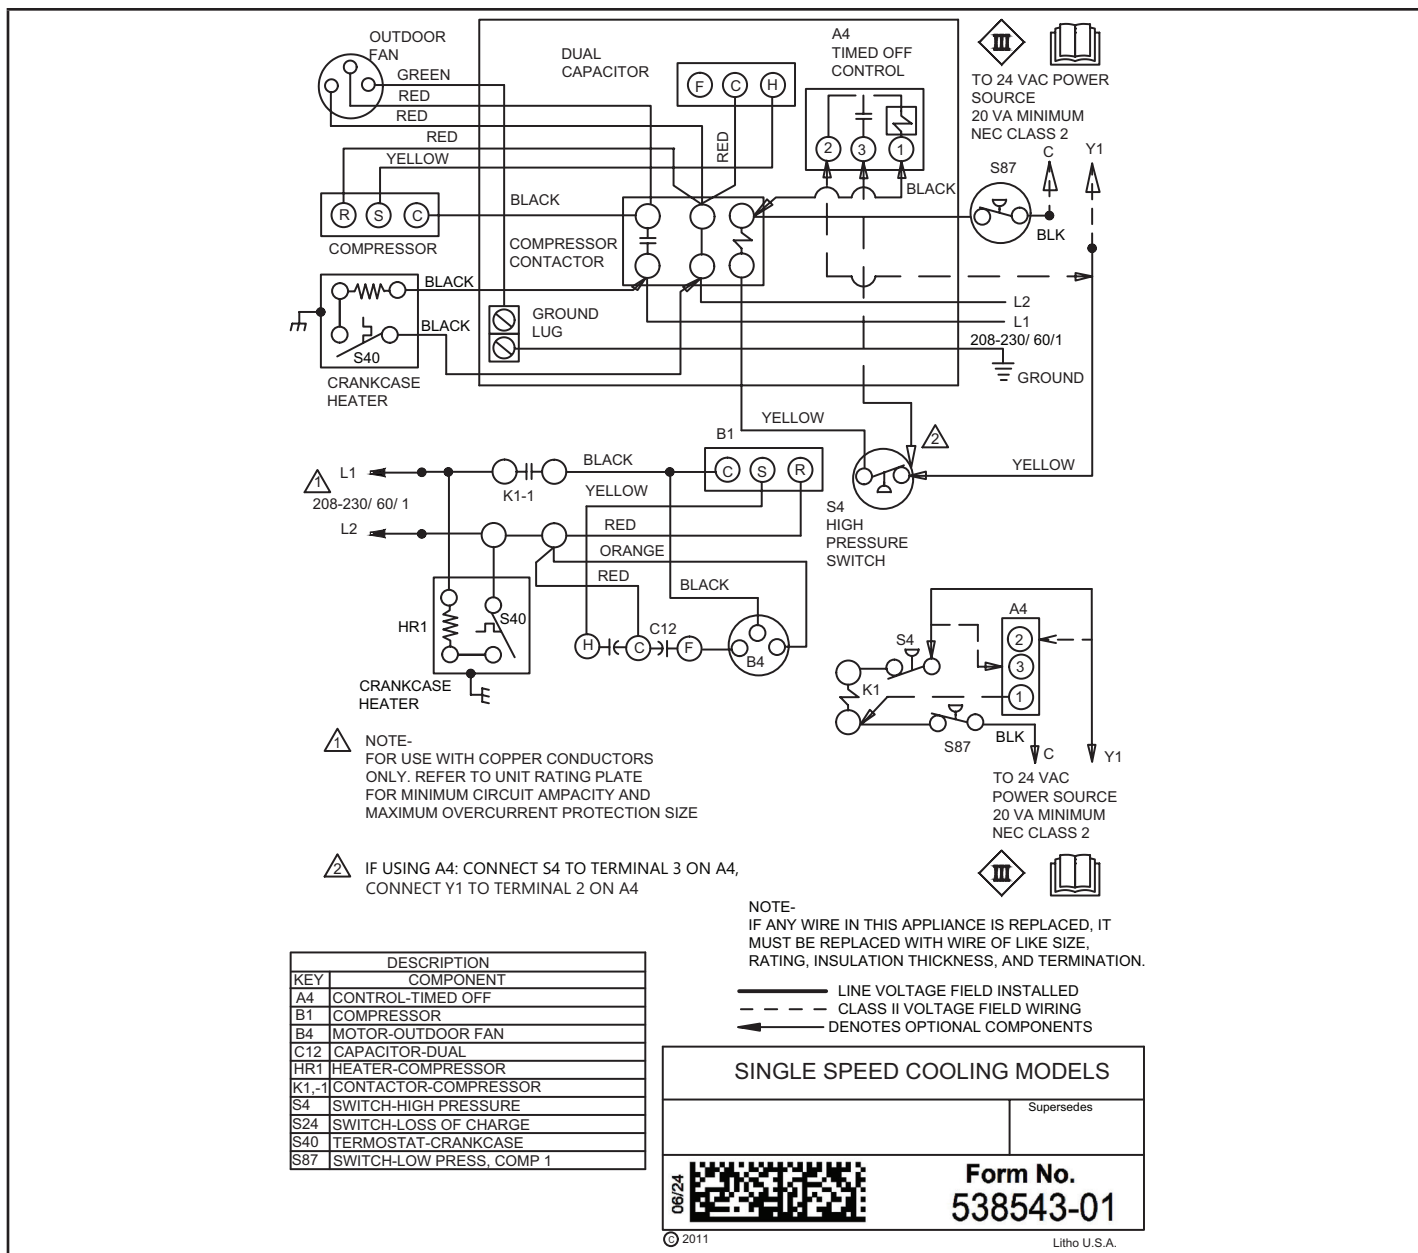 OUTDOOR
FAN
GREEN
RED
RED
RED
YELLOW
DUAL
CAPACITOR
F C H
RED
A4
TIMED OFF
CONTROL
2 3 1
BLACK
III
TO 24 VAC POWER
SOURCE
20 VA MINIMUM
NEC CLASS 2
C Y1
S87
BLK
R S C
BLACK
COMPRESSOR
COMPRESSOR
CONTACTOR
BLACK
BLACK
S40
CRANKCASE
HEATER
GROUND
LUG
L2
L1
208-230/ 60/1
GROUND
YELLOW
2
YELLOW
S4
HIGH
PRESSURE
SWITCH
B1
C S R
L1
1
208-230/ 60/ 1
L2
K1-1
BLACK
YELLOW
RED
ORANGE
RED
BLACK
HR1
S40
CRANKCASE
HEATER
C12
H C F
B4
A4
2
3
1
S4
K1
S87
BLK
C Y1
TO 24 VAC
POWER SOURCE
20 VA MINIMUM
NEC CLASS 2
III
1 NOTE-
FOR USE WITH COPPER CONDUCTORS
ONLY. REFER TO UNIT RATING PLATE
FOR MINIMUM CIRCUIT AMPACITY AND
MAXIMUM OVERCURRENT PROTECTION SIZE
2 IF USING A4: CONNECT S4 TO TERMINAL 3 ON A4,
CONNECT Y1 TO TERMINAL 2 ON A4
NOTE-
IF ANY WIRE IN THIS APPLIANCE IS REPLACED, IT
MUST BE REPLACED WITH WIRE OF LIKE SIZE,
RATING, INSULATION THICKNESS, AND TERMINATION.
LINE VOLTAGE FIELD INSTALLED
CLASS II VOLTAGE FIELD WIRING
DENOTES OPTIONAL COMPONENTS
DESCRIPTION
KEY COMPONENT
A4 CONTROL-TIMED OFF
B1 COMPRESSOR
B4 MOTOR-OUTDOOR FAN
C12 CAPACITOR-DUAL
HR1 HEATER-COMPRESSOR
K1,-1 CONTACTOR-COMPRESSOR
S4 SWITCH-HIGH PRESSURE
S24 SWITCH-LOSS OF CHARGE
S40 TERMOSTAT-CRANKCASE
S87 SWITCH-LOW PRESS, COMP 1
SINGLE SPEED COOLING MODELS
Supersedes
06/24
Form No.
538543-01
© 2011
Litho U.S.A.